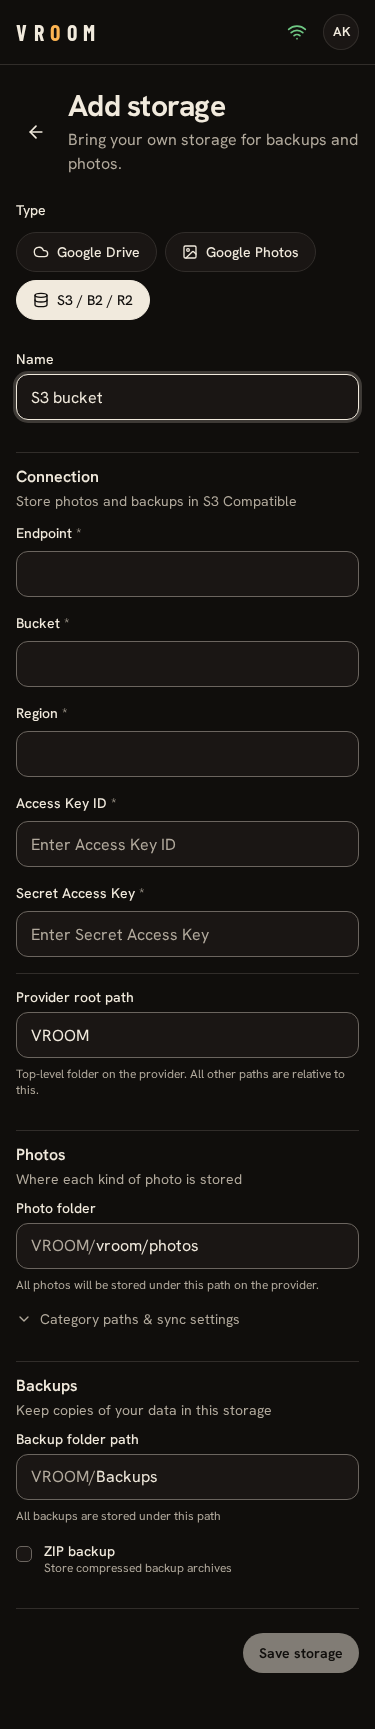 VROOM
AK
Add storage
Bring your own storage for backups and
photos.
Type
Google Drive
Google Photos
S3 / B2 / R2
Name
S3 bucket
Connection
Store photos and backups in S3 Compatible
Endpoint *
Bucket *
Region *
Access Key ID *
Enter Access Key ID
Secret Access Key *
Enter Secret Access Key
Provider root path
VROOM
Top-level folder on the provider. All other paths are relative to
this.
Photos
Where each kind of photo is stored
Photo folder
VROOM/vroom/photos
All photos will be stored under this path on the provider.
Category paths & sync settings
Backups
Keep copies of your data in this storage
Backup folder path
VROOM/Backups
All backups are stored under this path
ZIP backup
Store compressed backup archives
Save storage